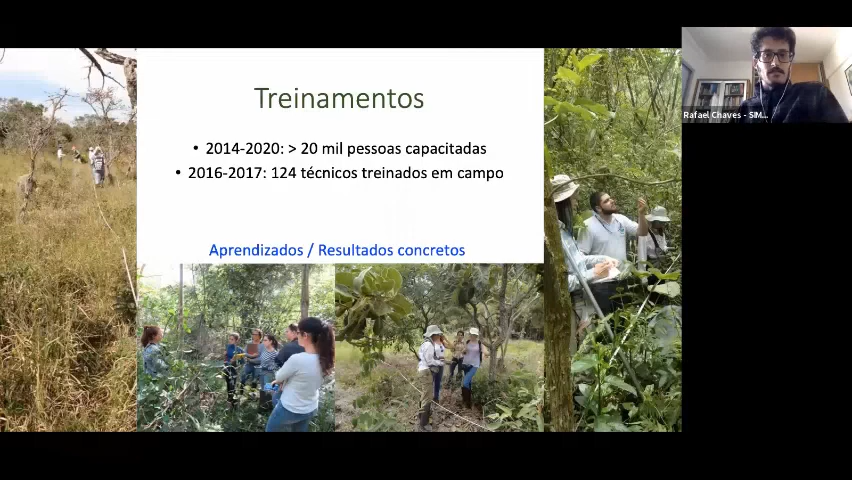 Treinamentos
• 2014-2020: > 20 mil pessoas capacitadas
• 2016-2017: 124 técnicos treinados em campo
Aprendizados / Resultados concretos
Rafael Chaves - SIM...